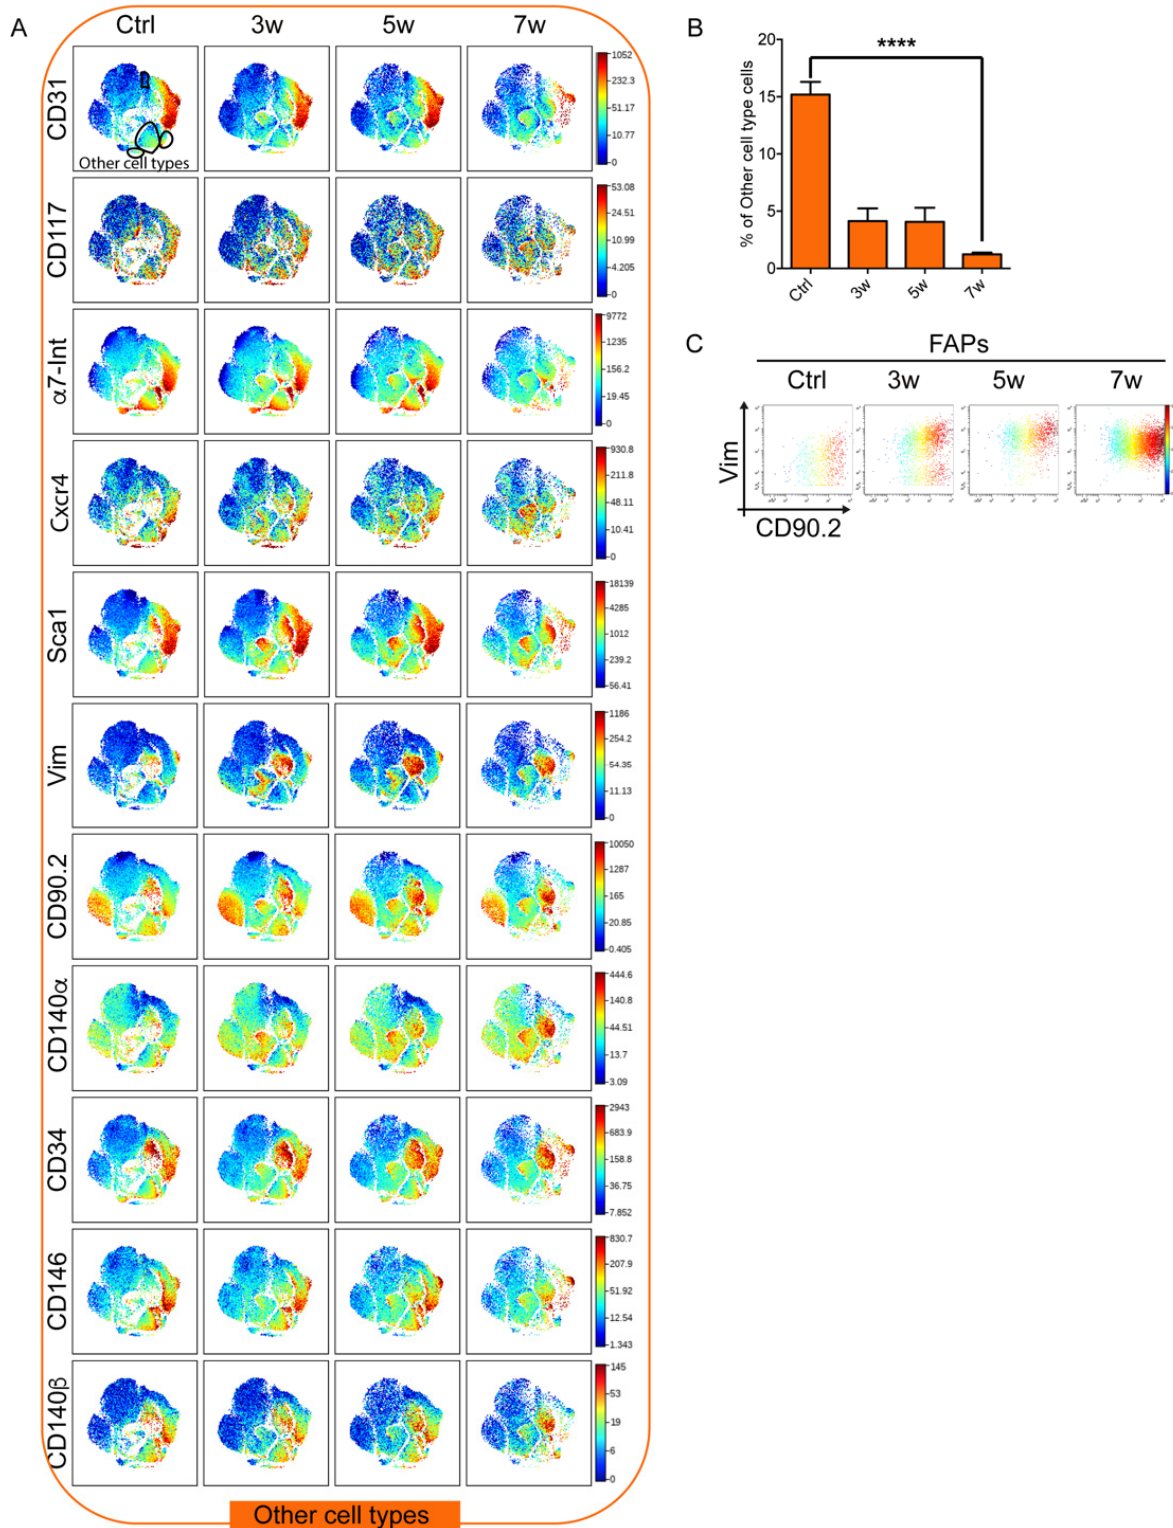 A
Ctrl 3w 5w 7w
CD31
Other cell types
1052
232.3
51.17
10.77
0
CD117
53.08
24.51
10.99
4.205
0
α7-Int
9772
1235
156.2
19.45
0
Cxcr4
930.8
211.8
48.11
10.41
0
Sca1
18139
4285
1012
239.2
56.41
Vim
1186
254.2
54.35
11.13
0
CD90.2
10050
1287
165
20.85
0.405
CD140α
444.6
140.8
44.51
13.7
3.09
CD34
2943
683.9
158.8
36.75
7.852
CD146
830.7
207.9
51.92
12.54
1.343
CD140β
145
53
19
6
0
Other cell types
B
% of Other cell type cells
20
15
10
5
0
****
Ctrl 3w 5w 7w
C
FAPs
Ctrl 3w 5w 7w
Vim
CD90.2